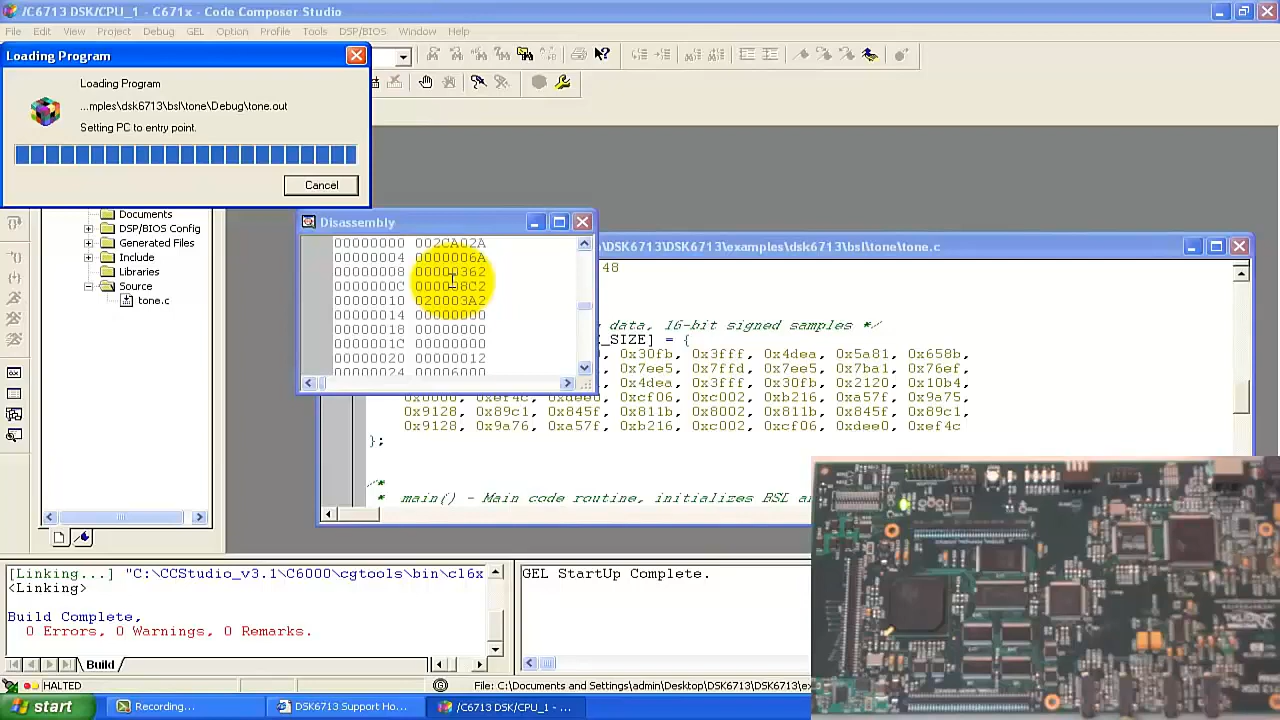 /C6713 DSK/CPU_1 - C671x - Code Composer Studio
File Edit View Project Debug GEL Option Profile Tools DSP/BIOS Window Help
Loading Program
Loading Program
...mples\dsk6713\bsl\tone\Debug\tone.out
Setting PC to entry point.
Cancel
Documents
DSP/BIOS Config
Generated Files
Include
Libraries
Source
tone.c
Disassembly
00000000 002CA02A
00000004 0000006A
00000008 00000362
0000000C
00000010 020003A2
00000014 00000000
00000018 00000000
0000001C 00000000
00000020 00000012
00000024 00006000
/DSK6713/DSK6713/examples/dsk6713/bsl/tone/tone.c
48
data, 16-bit signed samples */
_SIZE] = {
0x30fb, 0x3fff, 0x4dea, 0x5a81, 0x658b,
0x7ee5, 0x7ffd, 0x7ee5, 0x7ba1, 0x76ef,
0x4dea, 0x3fff, 0x30fb, 0x2120, 0x10b4,
0x0000, 0xef4c, 0xdee0, 0xcf06, 0xc002, 0xb216, 0xa57f, 0x9a75,
0x9128, 0x89c1, 0x845f, 0x811b, 0x8002, 0x811b, 0x845f, 0x89c1,
0x9128, 0x9a76, 0xa57f, 0xb216, 0xc002, 0xcf06, 0xdee0, 0xef4c
};
/*
* main() - Main code routine, initializes BSL a
[Linking...] "C:\CCStudio_v3.1\C6000\cgtools\bin\cl6x
<Linking>
Build Complete,
0 Errors, 0 Warnings, 0 Remarks.
Build
GEL StartUp Complete.
HALTED
File: C:\Documents and Settings\admin\Desktop\DSK6713\DSK6713\ex
start
Recording...
DSK6713 Support Ho...
/C6713 DSK/CPU_1 - ...